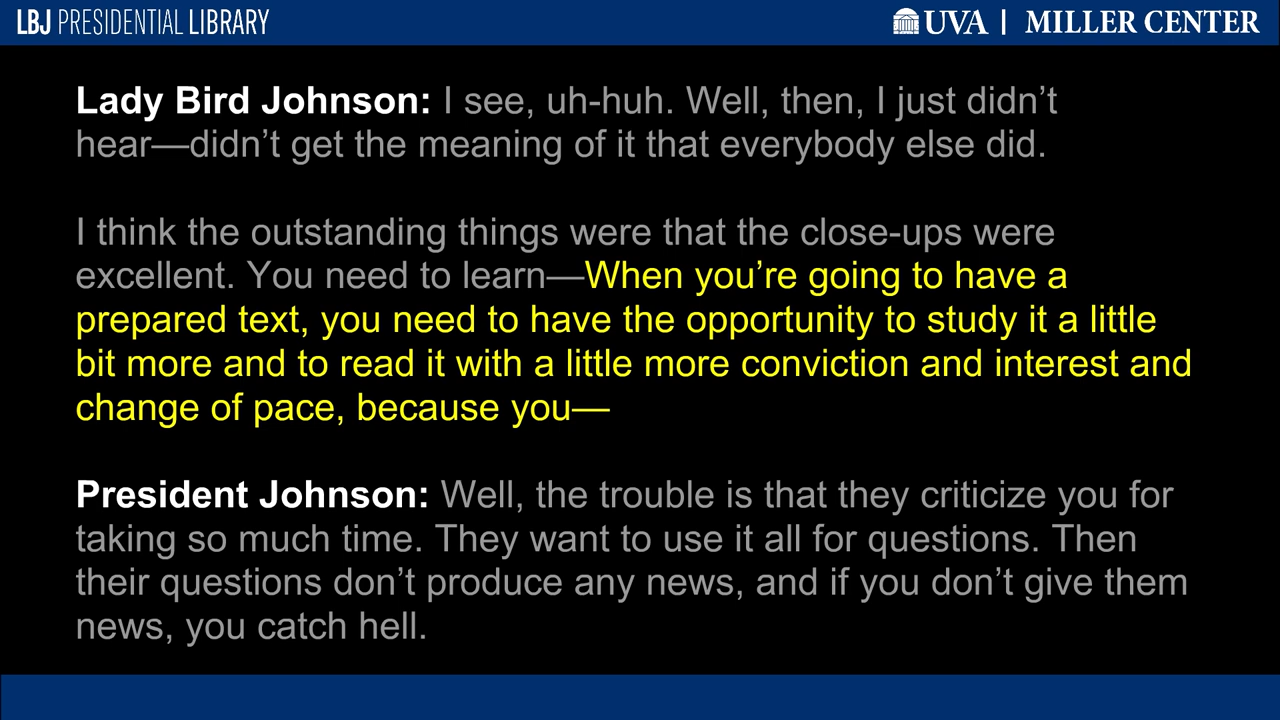 LBJ PRESIDENTIAL LIBRARY
UVA | MILLER CENTER
Lady Bird Johnson: I see, uh-huh. Well, then, I just didn’t
hear—didn’t get the meaning of it that everybody else did.
I think the outstanding things were that the close-ups were
excellent. You need to learn—When you’re going to have a
prepared text, you need to have the opportunity to study it a little
bit more and to read it with a little more conviction and interest and
change of pace, because you—
President Johnson: Well, the trouble is that they criticize you for
taking so much time. They want to use it all for questions. Then
their questions don’t produce any news, and if you don’t give them
news, you catch hell.